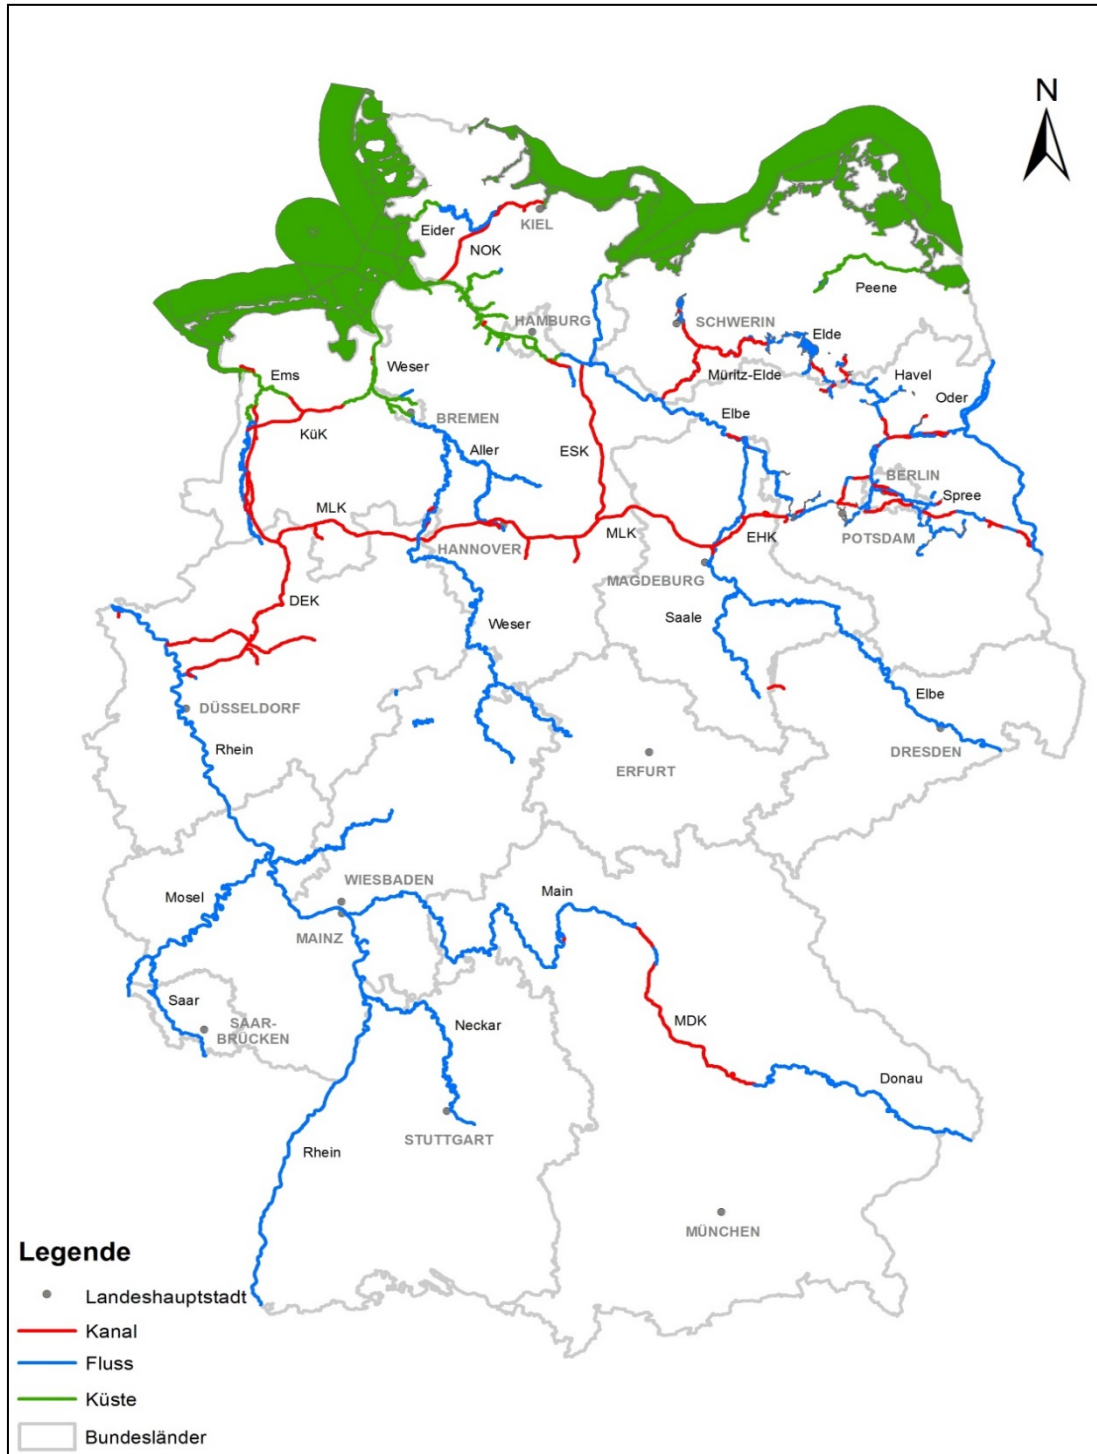 N
KIEL
Eider
NOK
Peene
HAMBURG
SCHWERIN
Elde
Weser
Ems
Müritz-Elde
Havel
Oder
BREMEN
Elbe
KüK
Aller
ESK
BERLIN
Spree
MLK
HANNOVER
MLK
EHK
POTSDAM
MAGDEBURG
DEK
Weser
Saale
DÜSSELDORF
Elbe
Rhein
DRESDEN
ERFURT
WIESBADEN
Mosel
Main
MAINZ
Saar
SAAR-
BRÜCKEN
Neckar
MDK
Donau
STUTTGART
Rhein
MÜNCHEN
Legende
Landeshauptstadt
Kanal
Fluss
Küste
Bundesländer